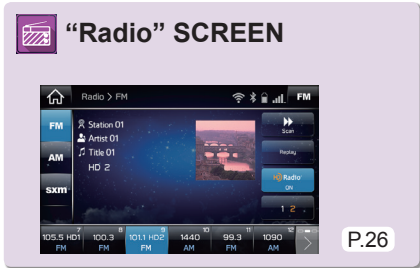 “Radio” SCREEN
Radio > FM
FM
FM
Station 01
Artist 01
Title 01
HD 2
Scan
AM
Replay
HD Radio
ON
sxm
1 2
7 8 9 10 11 12
105.5 HD1 100.3 101.1 HD2 1440 99.3 1090
FM FM FM AM FM AM
P.26